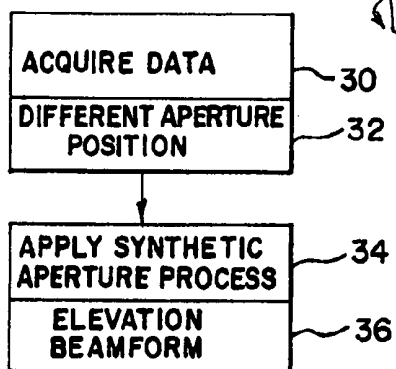 ACQUIRE DATA
30
DIFFERENT APERTURE
POSITION
32
APPLY SYNTHETIC
APERTURE PROCESS
34
ELEVATION
BEAMFORM
36